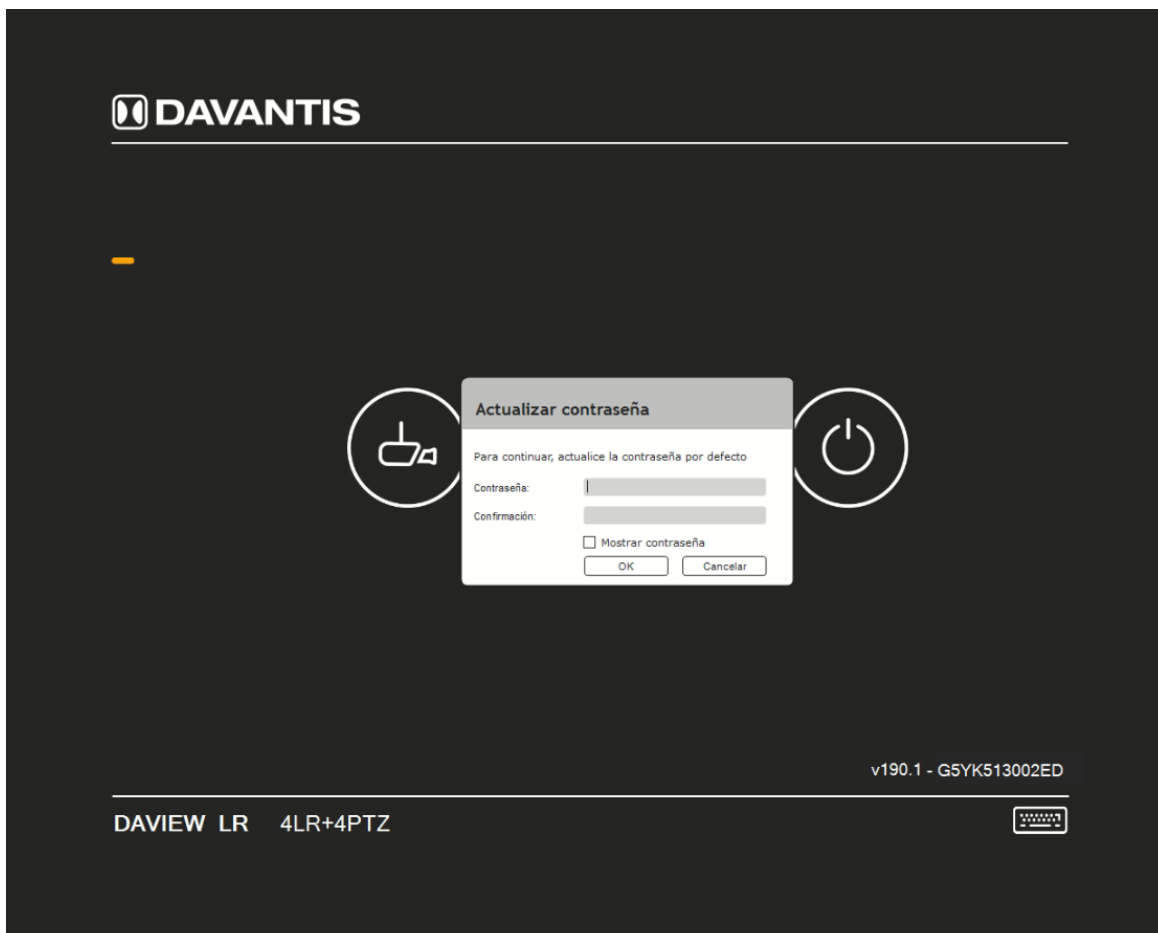 DAVANTIS
Actualizar contraseña
Para continuar, actualice la contraseña por defecto
Contraseña:
Confirmación:
Mostrar contraseña
OK Cancelar
v190.1 - G5YK513002ED
DAVIEW LR 4LR+4PTZ